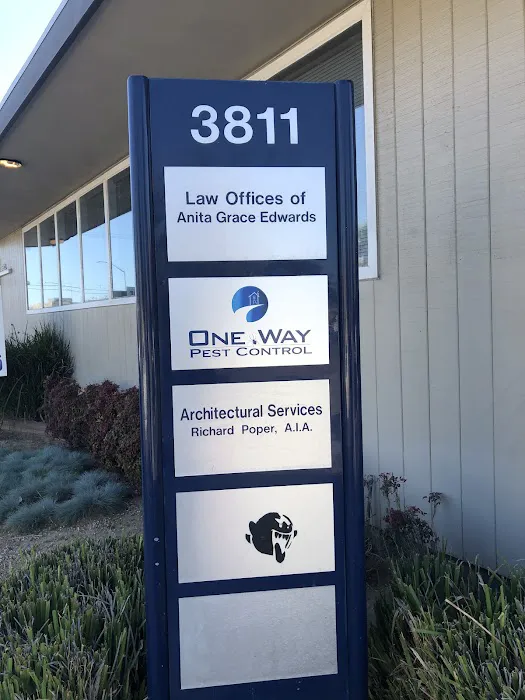 3811
Law Offices of
Anita Grace Edwards
ONE WAY
PEST CONTROL
Architectural Services
Richard Poper, A.I.A.